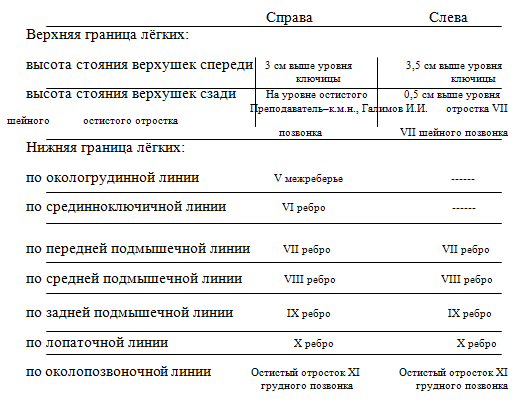 Справа Слева
Верхняя граница лёгких:
высота стояния верхушек спереди 3 см выше уровня 3,5 см выше уровня
ключицы ключицы
высота стояния верхушек сзади На уровне остистого 0,5 см выше уровня
Преподаватель–к.м.н., Галимов И.И. отростка VII
шейного остистого отростка
позвонка VII шейного позвонка
Нижняя граница лёгких:
по окологрудинной линии V межреберье ------
по срединноключичной линии VI ребро ------
по передней подмышечной линии VII ребро VII ребро
по средней подмышечной линии VIII ребро VIII ребро
по задней подмышечной линии IX ребро IX ребро
по лопаточной линии X ребро X ребро
по околопозвоночной линии Остистый отросток XI Остистый отросток XI
грудного позвонка грудного позвонка